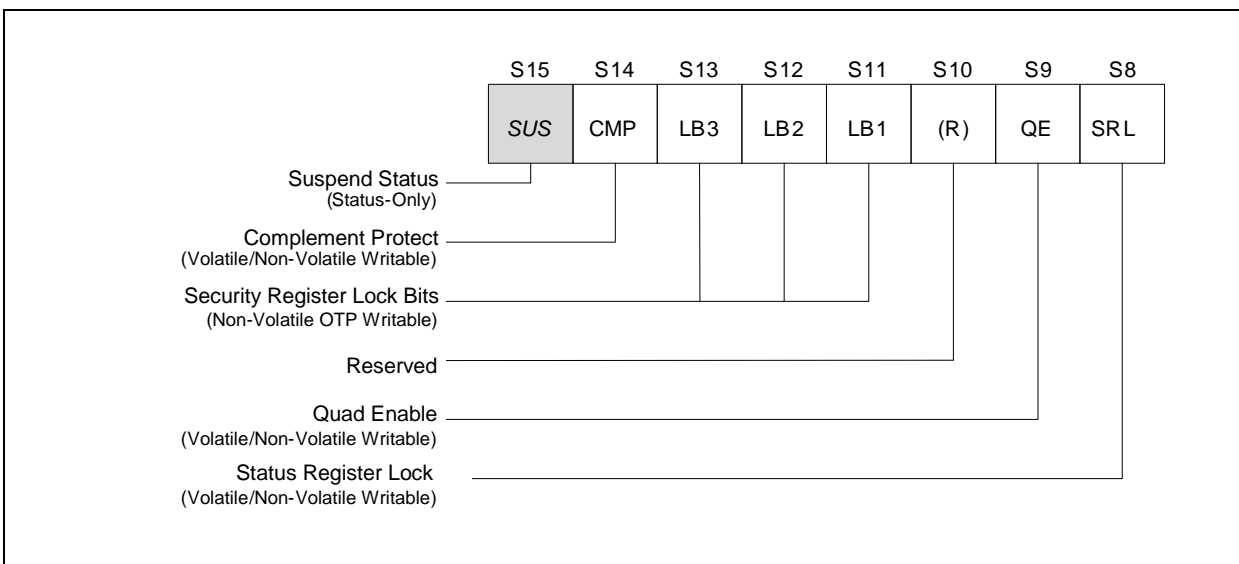 S15 S14 S13 S12 S11 S10 S9 S8
SUS CMP LB3 LB2 LB1 (R) QE SRL
Suspend Status
(Status-Only)
Complement Protect
(Volatile/Non-Volatile Writable)
Security Register Lock Bits
(Non-Volatile OTP Writable)
Reserved
Quad Enable
(Volatile/Non-Volatile Writable)
Status Register Lock
(Volatile/Non-Volatile Writable)